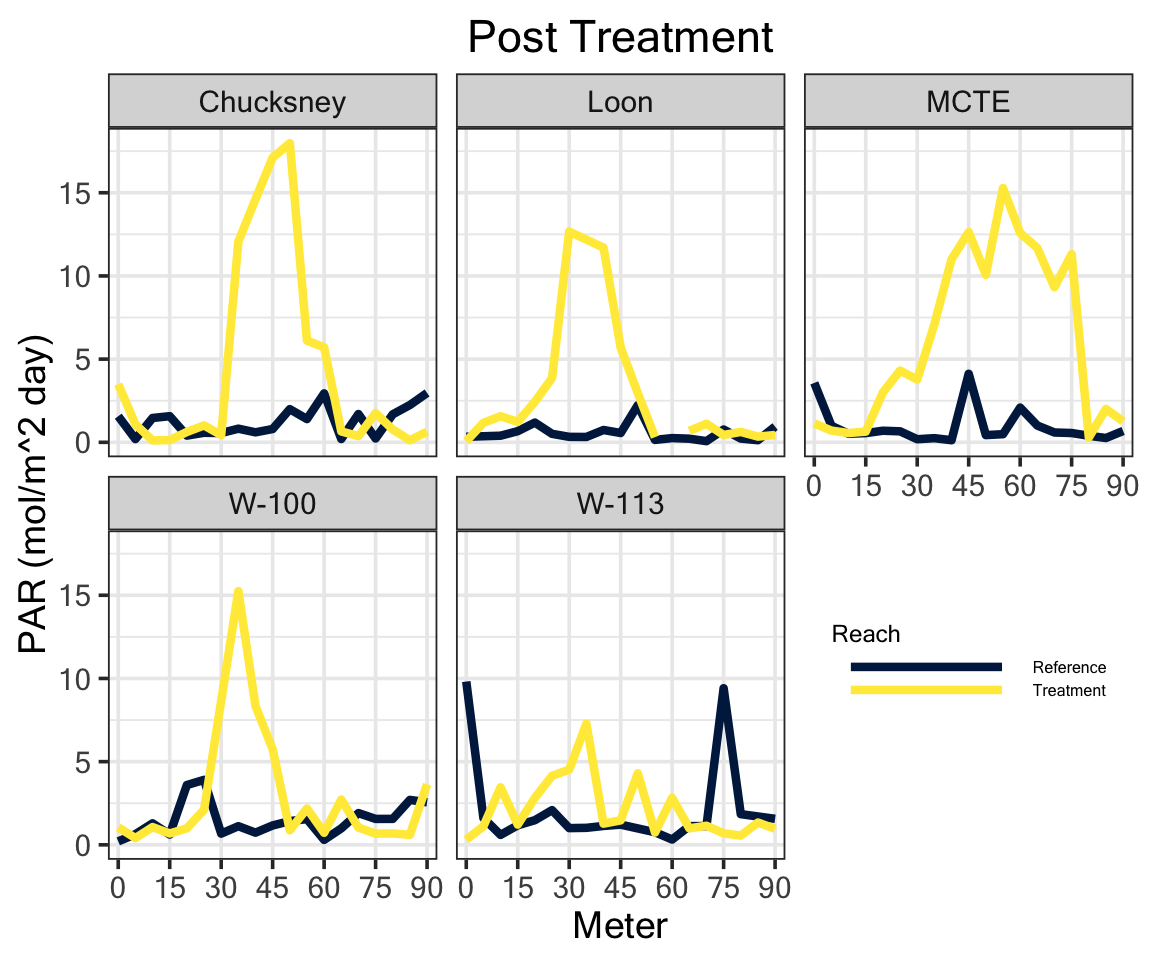 Post Treatment
Chucksney
Loon
MCTE
15
10
5
0
0 15 30 45 60 75 90
W-100
W-113
15
10
5
0
0 15 30 45 60 75 90
0 15 30 45 60 75 90
PAR (mol/m^2 day)
Meter
Reach
Reference
Treatment